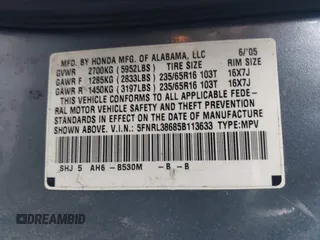 MFD. BY HONDA MFG. OF ALABAMA, LLC 6/'05
GVWR 2700KG (5952LBS) TIRE SIZE RIM SIZE
GAWR F 1285KG (2833LBS) 235/65R16 103T 16X7J
GAWR R 1450KG (3197LBS) 235/65R16 103T 16X7J
THIS VEHICLE CONFORMS TO ALL APPLICABLE FEDE-
RAL MOTOR VEHICLE SAFETY AND THEFT PREVENTION
STANDARDS IN EFFECT ON THE DATE OF MANUFACTURE
SHOWN ABOVE. V.I.N: 5FNRL38685B113633 TYPE:MPV
SHJ 5 AH6 -B530M -B -B
DREAMBID